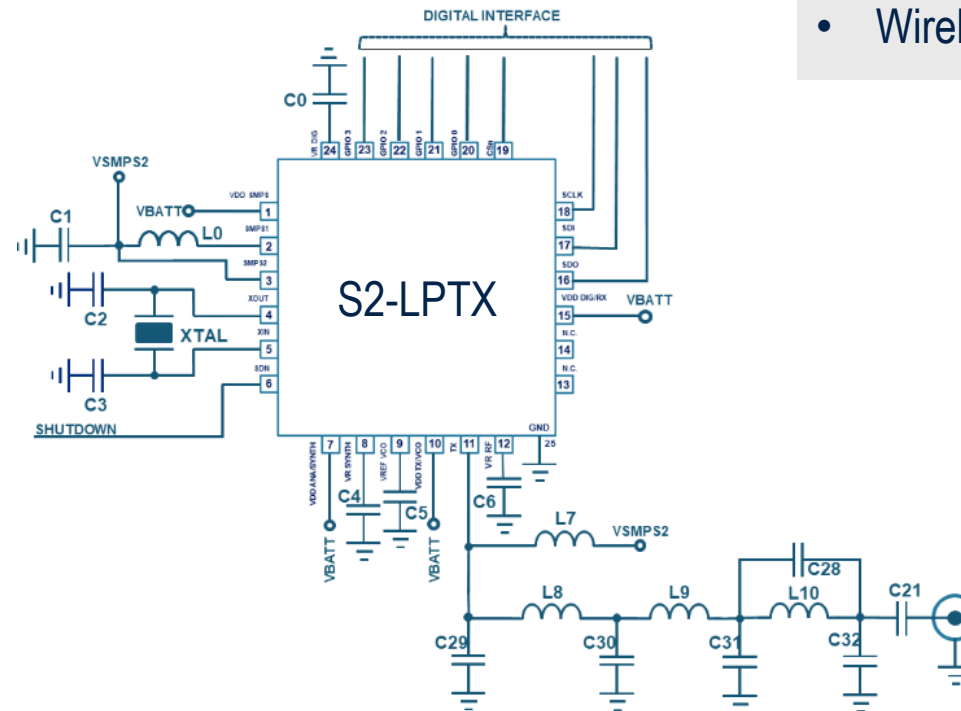 • Wirel
DIGITAL INTERFACE
C0
VR DIG
GPIO 3
GPIO 2
GPIO 1
GPIO 0
CSn
24
23
22
21
20
19
VSMPS2
VDD SMPS
SCLK
VBATT
1
18
C1
L0
SMPS1
SDI
2
17
SMPS2
SDO
3
16
S2-LPTX
XOUT
VDD DIG/RX
VBATT
4
15
C2
XTAL
XIN
N.C.
5
14
SDN
N.C.
6
13
C3
SHUTDOWN
GND
7
8
9
10
11
12
25
VDD ANA/SYNTH
VR SYNTH
VREF VCO
VDD TX/VCO
TX
VR RF
C4
C5
C6
VBATT
VBATT
L7
VSMPS2
C28
L8
L9
L10
C21
C29
C30
C31
C32